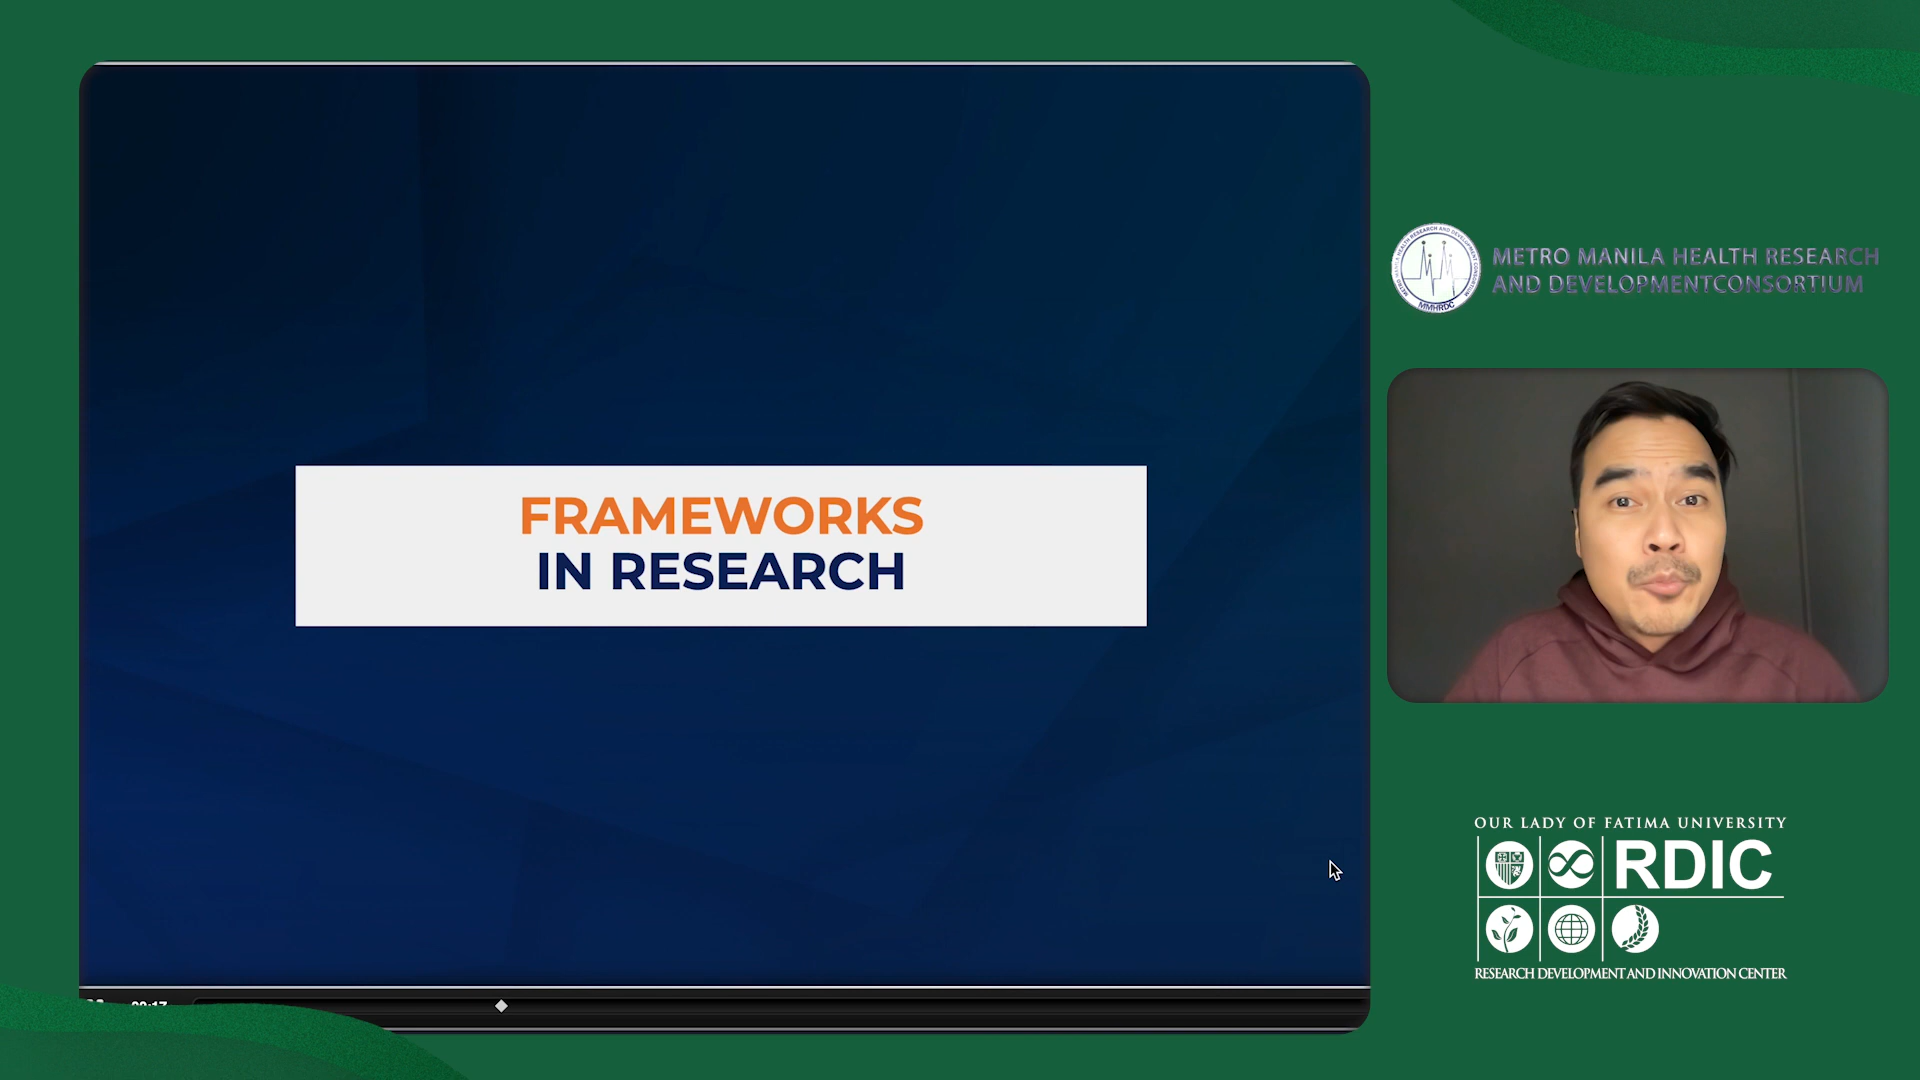 FRAMEWORKS
IN RESEARCH
METRO MANILA HEALTH RESEARCH
AND DEVELOPMENTCONSORTIUM
MMHRDC
OUR LADY OF FATIMA UNIVERSITY
RDIC
RESEARCH DEVELOPMENT AND INNOVATION CENTER